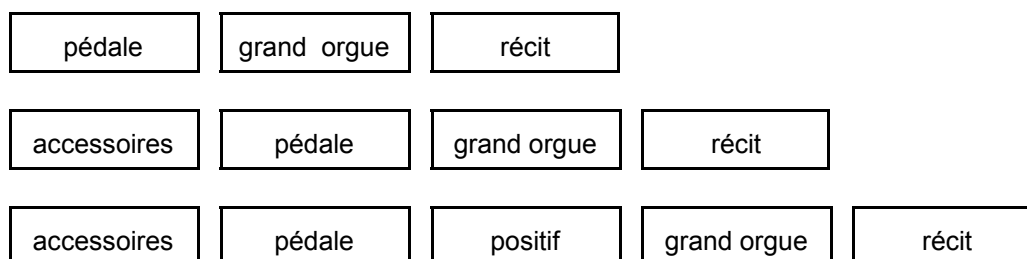 pédale grand orgue récit
accessoires pédale grand orgue récit
accessoires pédale positif grand orgue récit